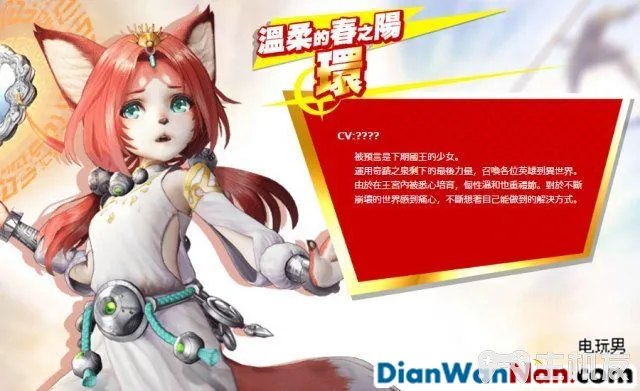 溫柔的春之陽
環
CV:????
被預言是下期國王的少女。
運用奇蹟之泉剩下的最後力量，召喚各位英雄到異世界。
由於在王宮內被悉心培育，個性溫和也重禮節。對於不斷
崩壞的世界感到痛心，不斷想著自己能做到的解決方式。
电玩男
DianWanNan.com